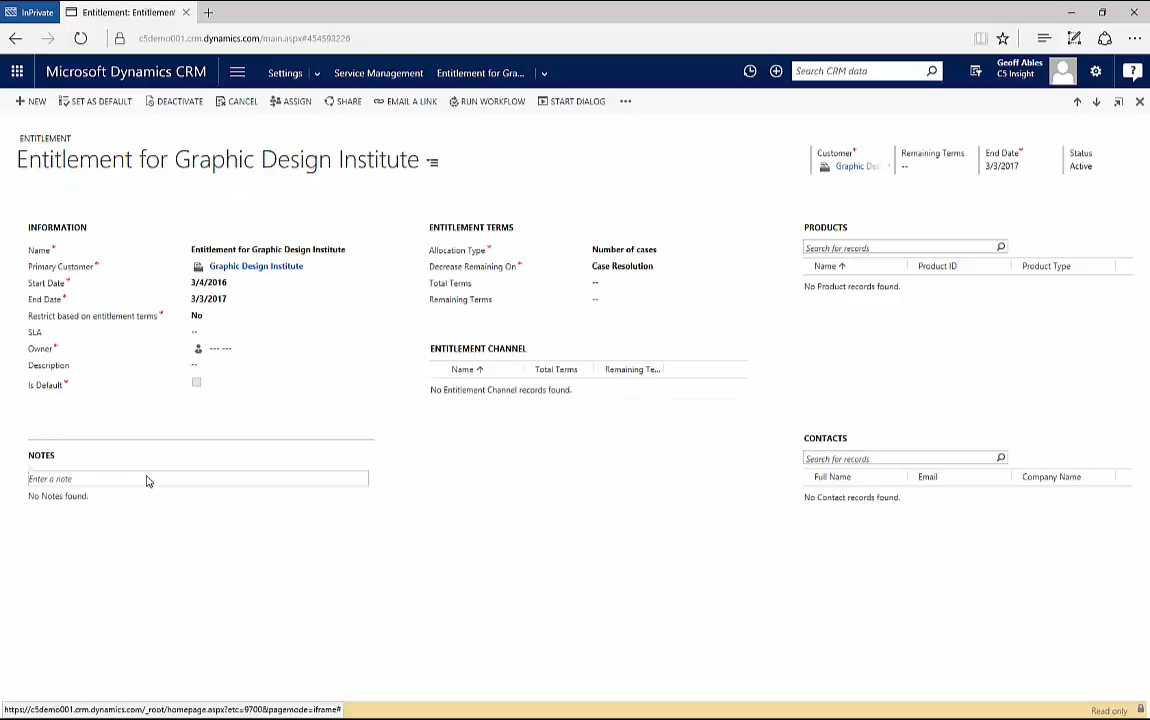 InPrivate
Entitlement: Entitlement
c5demo001.crm.dynamics.com/main.aspx#454593226
Microsoft Dynamics CRM
Settings
Service Management
Entitlement for Gra...
Search CRM data
Geoff Ables
C5 Insight
?
NEW
SET AS DEFAULT
DEACTIVATE
CANCEL
ASSIGN
SHARE
EMAIL A LINK
RUN WORKFLOW
START DIALOG
ENTITLEMENT
Entitlement for Graphic Design Institute
Customer* Remaining Terms End Date* Status
Graphic Des -- 3/3/2017 Active
INFORMATION
Name* Entitlement for Graphic Design Institute
Primary Customer* Graphic Design Institute
Start Date* 3/4/2016
End Date* 3/3/2017
Restrict based on entitlement terms* No
SLA --
Owner* --- ---
Description --
Is Default*
NOTES
Enter a note
No Notes found.
ENTITLEMENT TERMS
Allocation Type* Number of cases
Decrease Remaining On* Case Resolution
Total Terms --
Remaining Terms --
ENTITLEMENT CHANNEL
Name Total Terms Remaining Te...
No Entitlement Channel records found.
PRODUCTS
Search for records
Name Product ID Product Type
No Product records found.
CONTACTS
Search for records
Full Name Email Company Name
No Contact records found.
https://c5demo001.crm.dynamics.com/_root/homepage.aspx?etc=9700&pagemode=iframe#
Read only